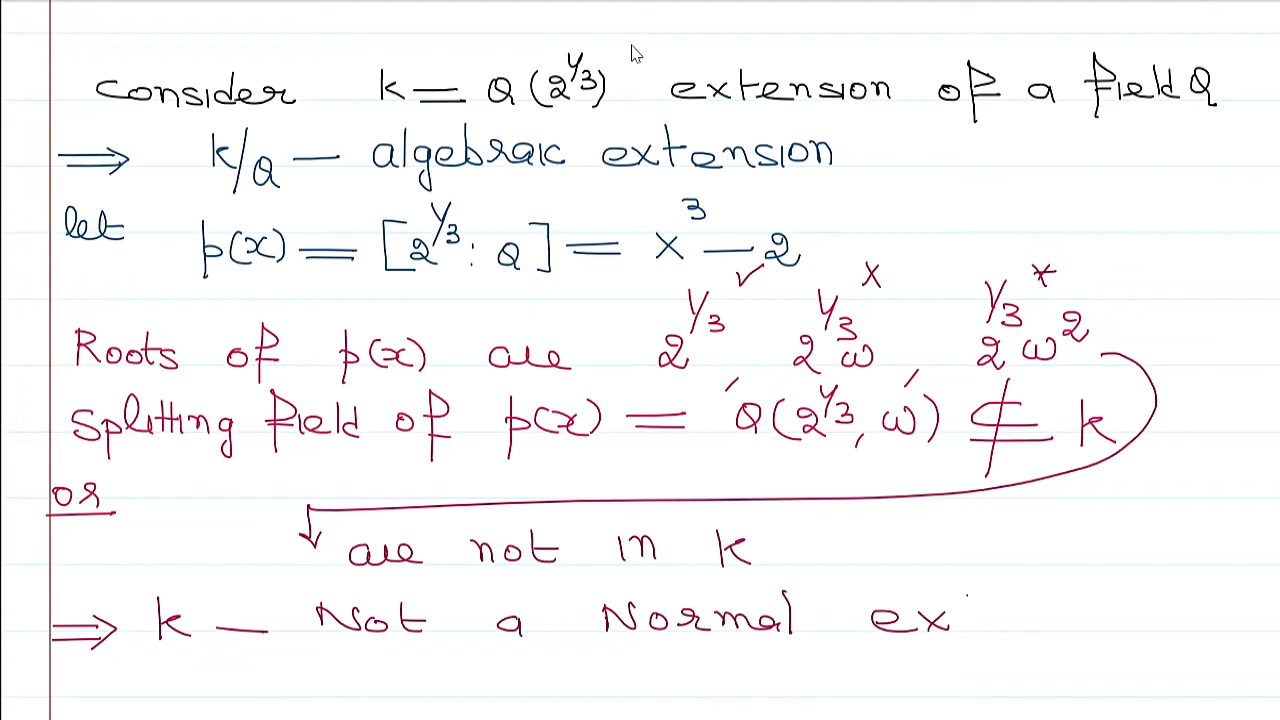 Consider k = Q(2^{1/3}) extension of a field Q
⟹ k/Q — algebraic extension
let p(x) = [2^{1/3} : Q] = x^3 — 2
Roots of p(x) are 2^{1/3} ✓, 2^{1/3}ω ×, 2^{1/3}ω^2 ×
Splitting field of p(x) = Q(2^{1/3}, ω) ⊈ k
or
are not in k
⟹ k — Not a Normal ex